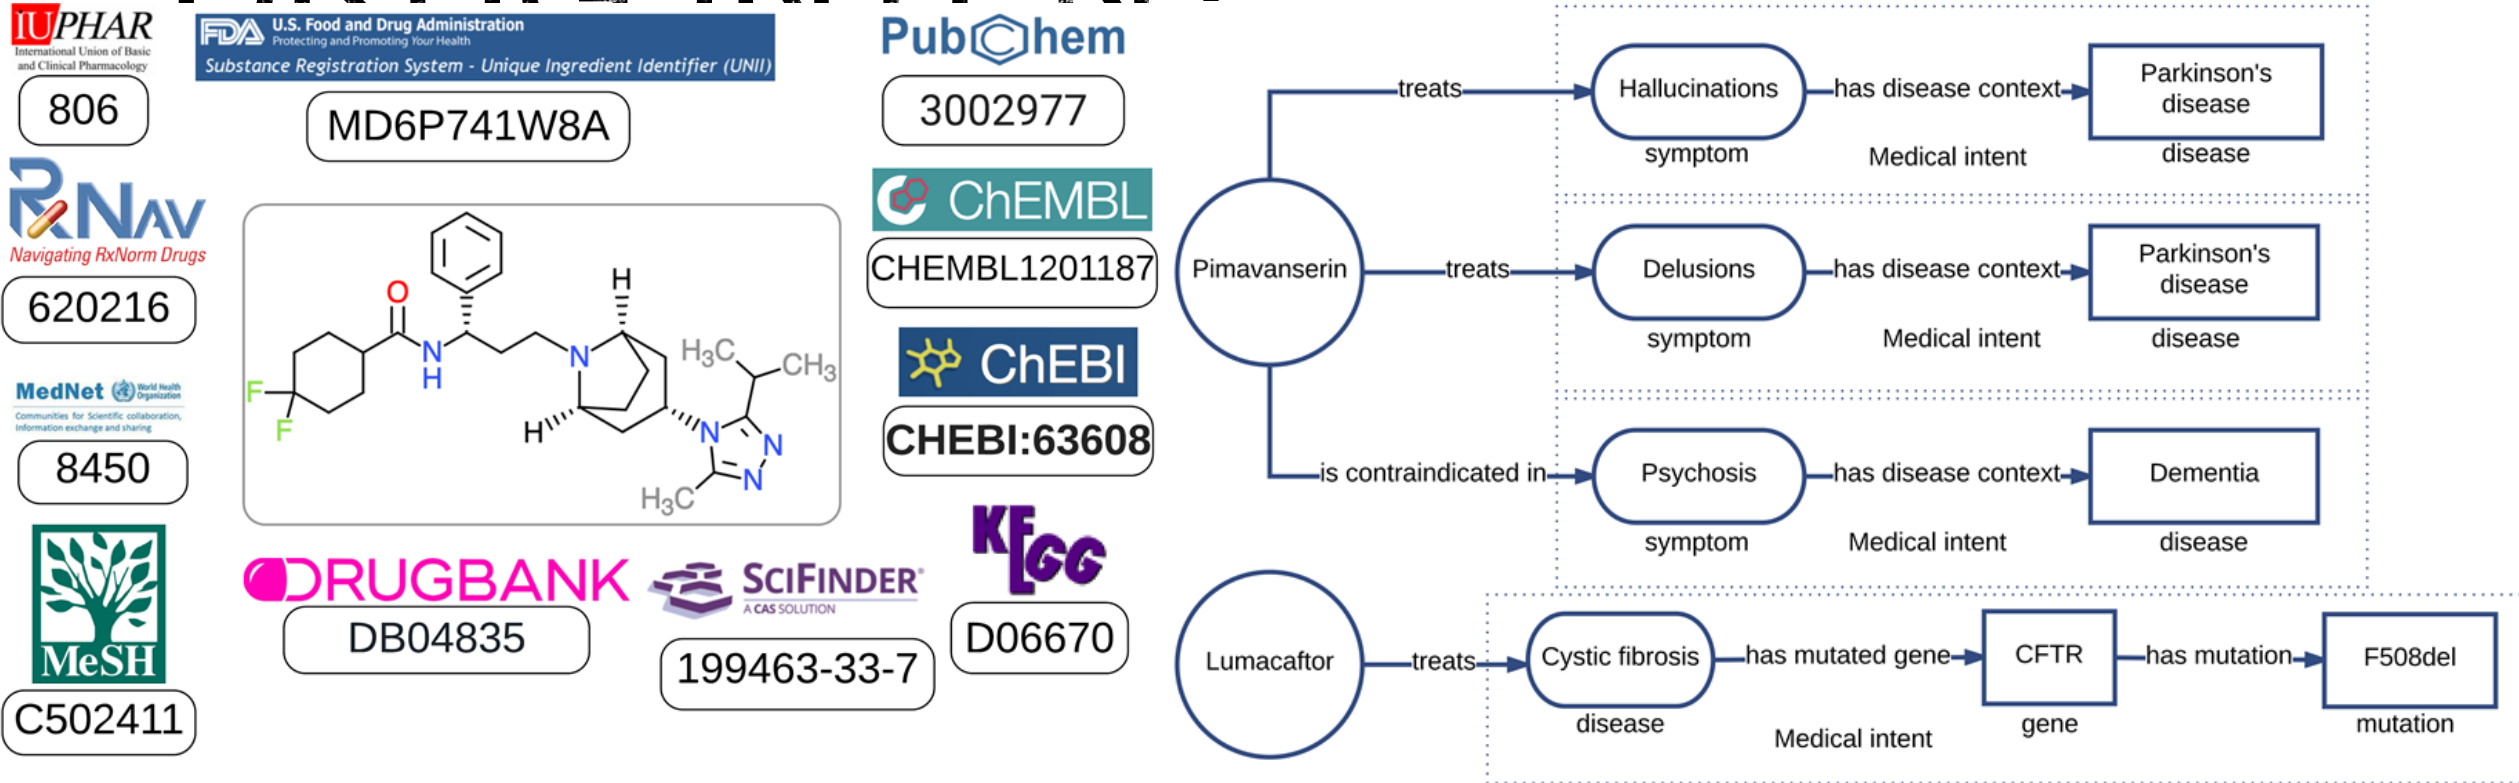 IUPHAR
International Union of Basic
and Clinical Pharmacology
806
FDA U.S. Food and Drug Administration
Protecting and Promoting Your Health
Substance Registration System - Unique Ingredient Identifier (UNII)
MD6P741W8A
PubChem
3002977
RxNAV
Navigating RxNorm Drugs
620216
ChEMBL
CHEMBL1201187
MedNet World Health
Organization
Communities for Scientific collaboration,
Information exchange and sharing
8450
ChEBI
CHEBI:63608
MeSH
C502411
O
N
H
F
F
N
H
H
H3C
CH3
N
N
N
H3C
DRUGBANK
DB04835
SCIFINDER®
A CAS SOLUTION
199463-33-7
KEGG
D06670
Pimavanserin
treats
Hallucinations
symptom
has disease context
Medical intent
Parkinson's
disease
disease
treats
Delusions
symptom
has disease context
Medical intent
Parkinson's
disease
disease
is contraindicated in
Psychosis
symptom
has disease context
Medical intent
Dementia
disease
Lumacaftor
treats
Cystic fibrosis
disease
has mutated gene
Medical intent
CFTR
gene
has mutation
F508del
mutation